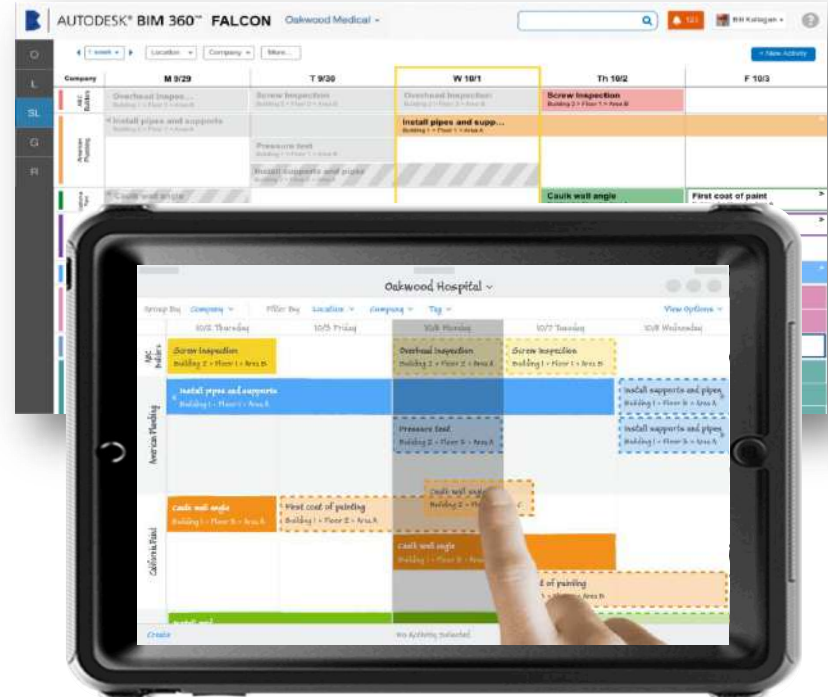 AUTODESK® BIM 360™ FALCON Oakwood Medical
121 Bill Kallagan ?
1 week Location Company More... + New Activity
Company M 9/29 T 9/30 W 10/1 Th 10/2 F 10/3
O
L
SL
G
R
ABC Builders
Overhead Inspec...
Screw Inspection
Overhead Inspection
Screw Inspection
Building 2 > Floor 1 > Area B
American Plumbing
Install pipes and supports
Building 1 > Floor 1 > Area A
Install pipes and supp...
Building 1 > Floor 1 > Area A
Pressure test
Install supports and pipes
Caulk wall angle
Caulk wall angle
First coat of paint
Oakwood Hospital
Group By Company Filter By Location Company Tag View Options
10/2 Thursday 10/3 Friday 10/6 Monday 10/7 Tuesday 10/8 Wednesday
ABC Builders
Screw Inspection
Building 2 > Floor 1 > Area B
Overhead Inspection
Building 2 > Floor 2 > Area A
Screw Inspection
Building 1 > Floor 1 > Area B
American Plumbing
Install pipes and supports
Building 1 > Floor 1 > Area A
Install supports and pipes
Building 1 > Floor 3 > Area A
Pressure test
Install supports and pipes
California Paint
Caulk wall angle
Building 2 > Flo
Caulk wall angle
First coat of painting
Building 1 > Floor 2 > Area A
Caulk wall angle
t of painting
Create No Activity Selected